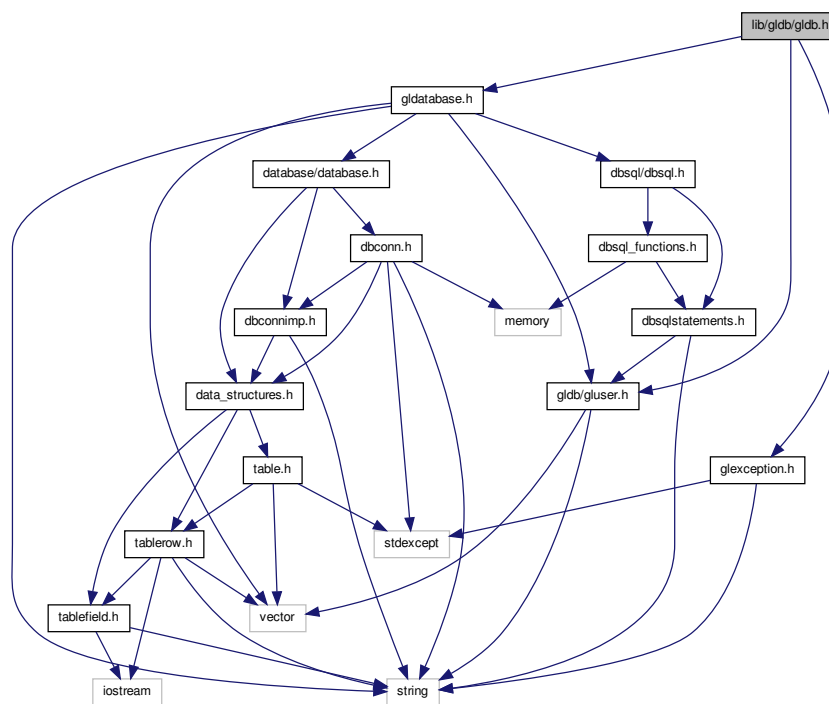 lib/gldb/gldb.h
gldatabase.h
database/database.h
dbsql/dbsql.h
dbconn.h
dbsql_functions.h
dbconnimp.h
memory
dbsqlstatements.h
data_structures.h
gldb/gluser.h
table.h
glexception.h
tablerow.h
stdexcept
tablefield.h
vector
iostream
string